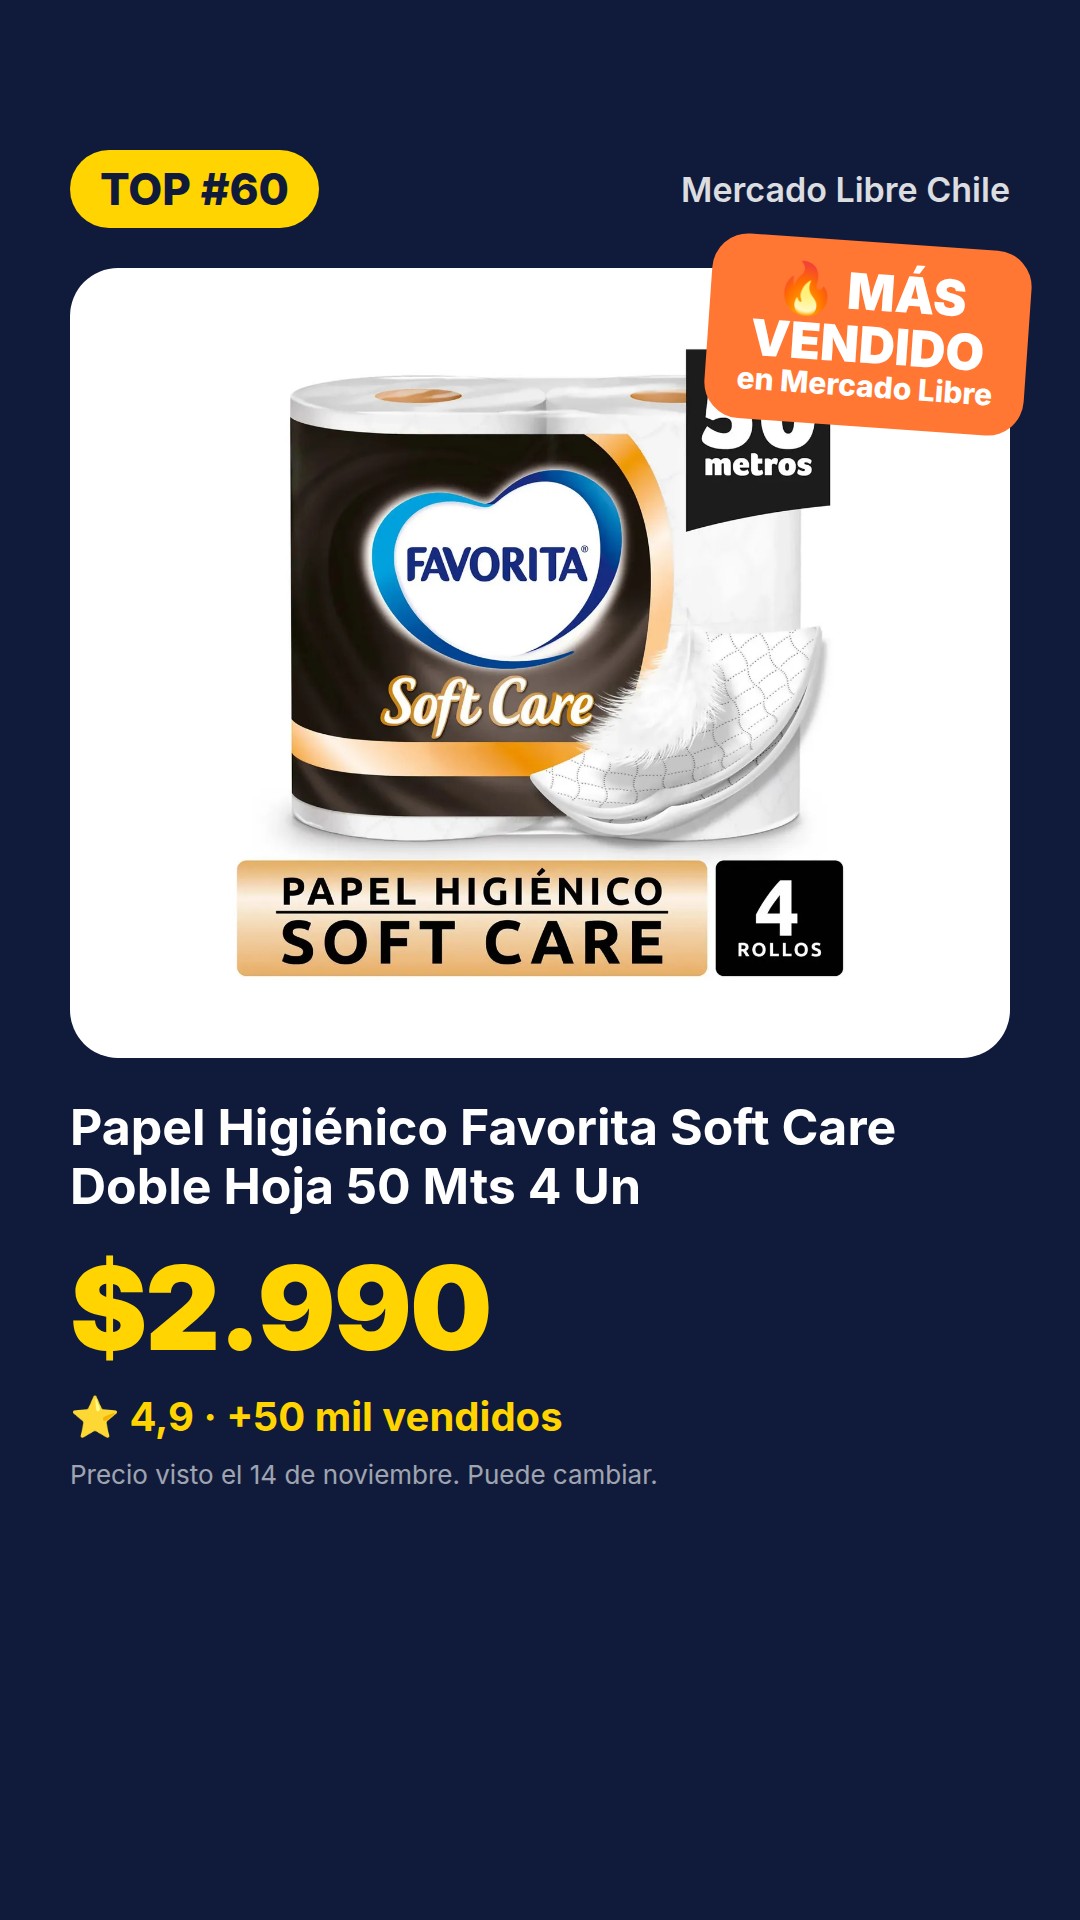 TOP #60
Mercado Libre Chile
🔥 MÁS
VENDIDO
en Mercado Libre
metros
FAVORITA®
Soft Care
PAPEL HIGIÉNICO
SOFT CARE
4
ROLLOS
Papel Higiénico Favorita Soft Care
Doble Hoja 50 Mts 4 Un
$2.990
⭐ 4,9 · +50 mil vendidos
Precio visto el 14 de noviembre. Puede cambiar.